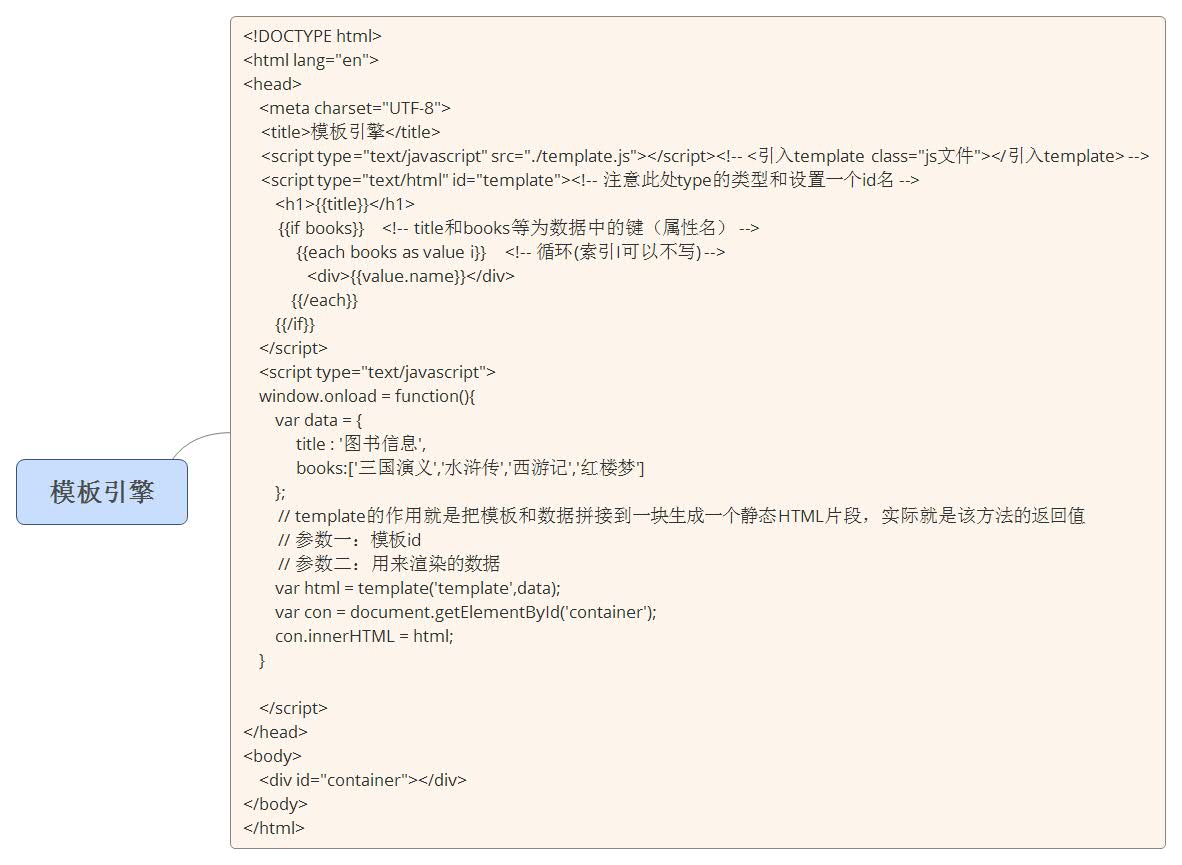 模板引擎
<!DOCTYPE html>
<html lang="en">
<head>
<meta charset="UTF-8">
<title>模板引擎</title>
<script type="text/javascript" src="./template.js"></script><!-- <引入template class="js文件"></引入template> -->
<script type="text/html" id="template"><!-- 注意此处type的类型和设置一个id名 -->
<h1>{{title}}</h1>
{{if books}} <!-- title和books等为数据中的键（属性名） -->
{{each books as value i}} <!-- 循环(索引I可以不写) -->
<div>{{value.name}}</div>
{{/each}}
{{/if}}
</script>
<script type="text/javascript">
window.onload = function(){
var data = {
title : '图书信息',
books:['三国演义','水浒传','西游记','红楼梦']
};
// template的作用就是把模板和数据拼接到一块生成一个静态HTML片段，实际就是该方法的返回值
// 参数一：模板id
// 参数二：用来渲染的数据
var html = template('template',data);
var con = document.getElementById('container');
con.innerHTML = html;
}
</script>
</head>
<body>
<div id="container"></div>
</body>
</html>